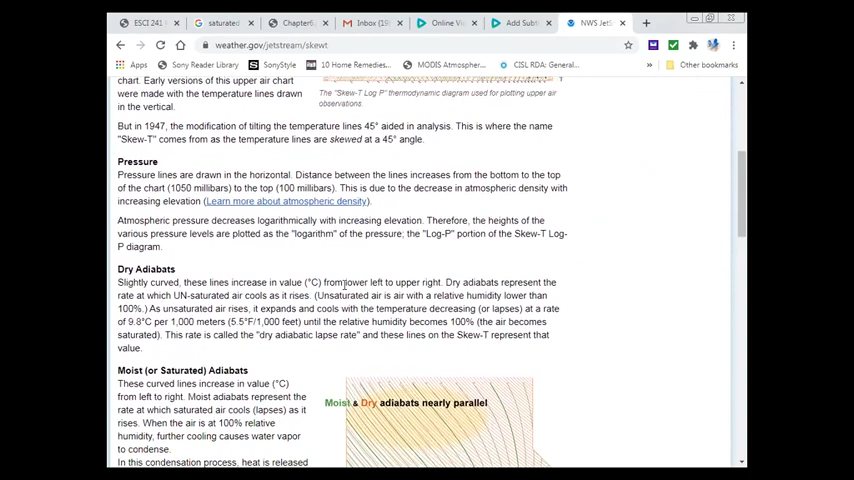 ESCI 241
saturated
Chapter6.
Inbox (19
Online Vi
Add Subt
NWS JetS
weather.gov/jetstream/skewt
Apps
Sony Reader Library
SonyStyle
10 Home Remedies...
MODIS Atmospher...
CISL RDA: General...
»
Other bookmarks
chart. Early versions of this upper air chart
were made with the temperature lines drawn
in the vertical.
The "Skew-T Log P" thermodynamic diagram used for plotting upper air
observations.
But in 1947, the modification of tilting the temperature lines 45° aided in analysis. This is where the name
"Skew-T" comes from as the temperature lines are skewed at a 45° angle.
Pressure
Pressure lines are drawn in the horizontal. Distance between the lines increases from the bottom to the top
of the chart (1050 millibars) to the top (100 millibars). This is due to the decrease in atmospheric density with
increasing elevation (Learn more about atmospheric density).
Atmospheric pressure decreases logarithmically with increasing elevation. Therefore, the heights of the
various pressure levels are plotted as the "logarithm" of the pressure; the "Log-P" portion of the Skew-T Log-
P diagram.
Dry Adiabats
Slightly curved, these lines increase in value (°C) from lower left to upper right. Dry adiabats represent the
rate at which UN-saturated air cools as it rises. (Unsaturated air is air with a relative humidity lower than
100%.) As unsaturated air rises, it expands and cools with the temperature decreasing (or lapses) at a rate
of 9.8°C per 1,000 meters (5.5°F/1,000 feet) until the relative humidity becomes 100% (the air becomes
saturated). This rate is called the "dry adiabatic lapse rate" and these lines on the Skew-T represent that
value.
Moist (or Saturated) Adiabats
These curved lines increase in value (°C)
from left to right. Moist adiabats represent the
rate at which saturated air cools (lapses) as it
rises. When the air is at 100% relative
humidity, further cooling causes water vapor
to condense.
In this condensation process, heat is released
Moist & Dry adiabats nearly parallel